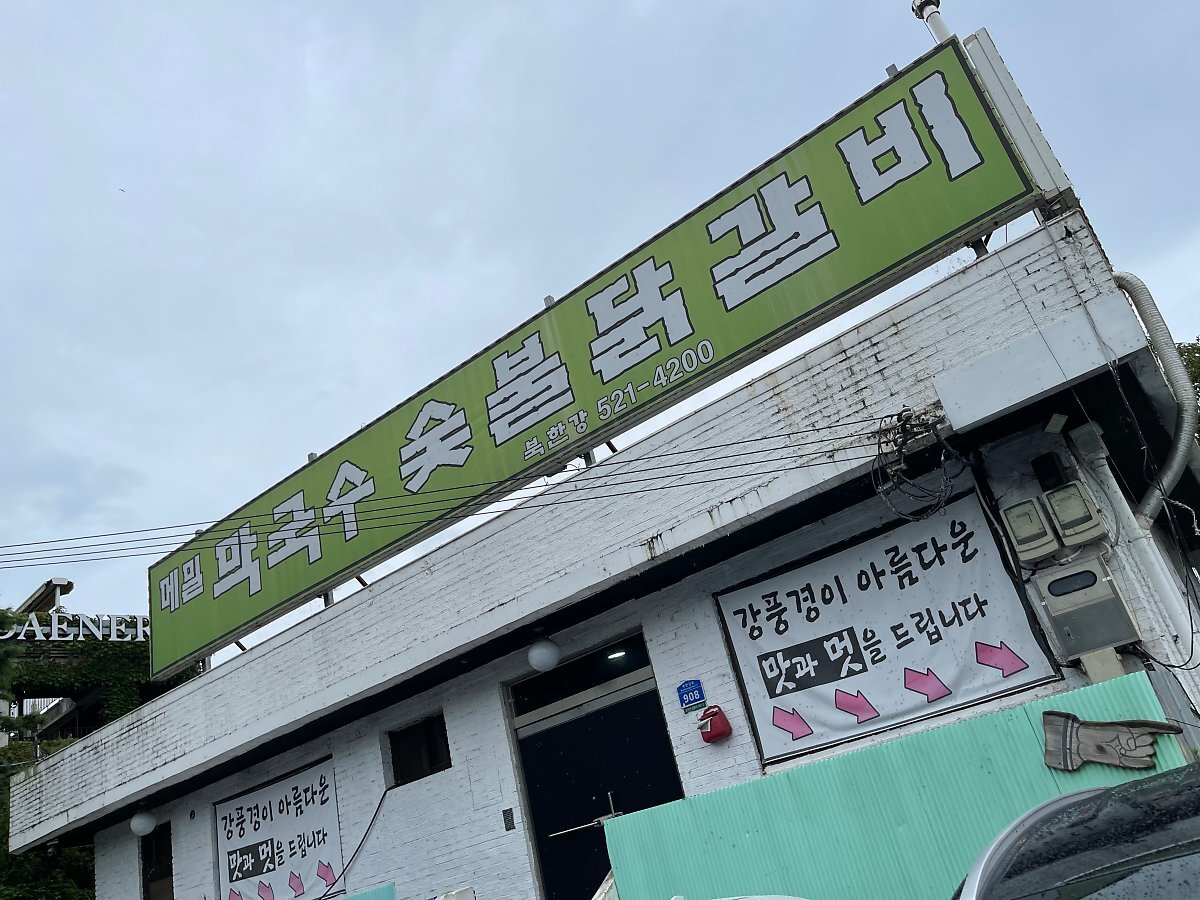 메밀 막국수 숯불닭갈비
북한강 521-4200
CAENER
강풍경이 아름다운
맛과 멋을 드립니다
908
강풍경이 아름다운
맛과 멋을 드립니다